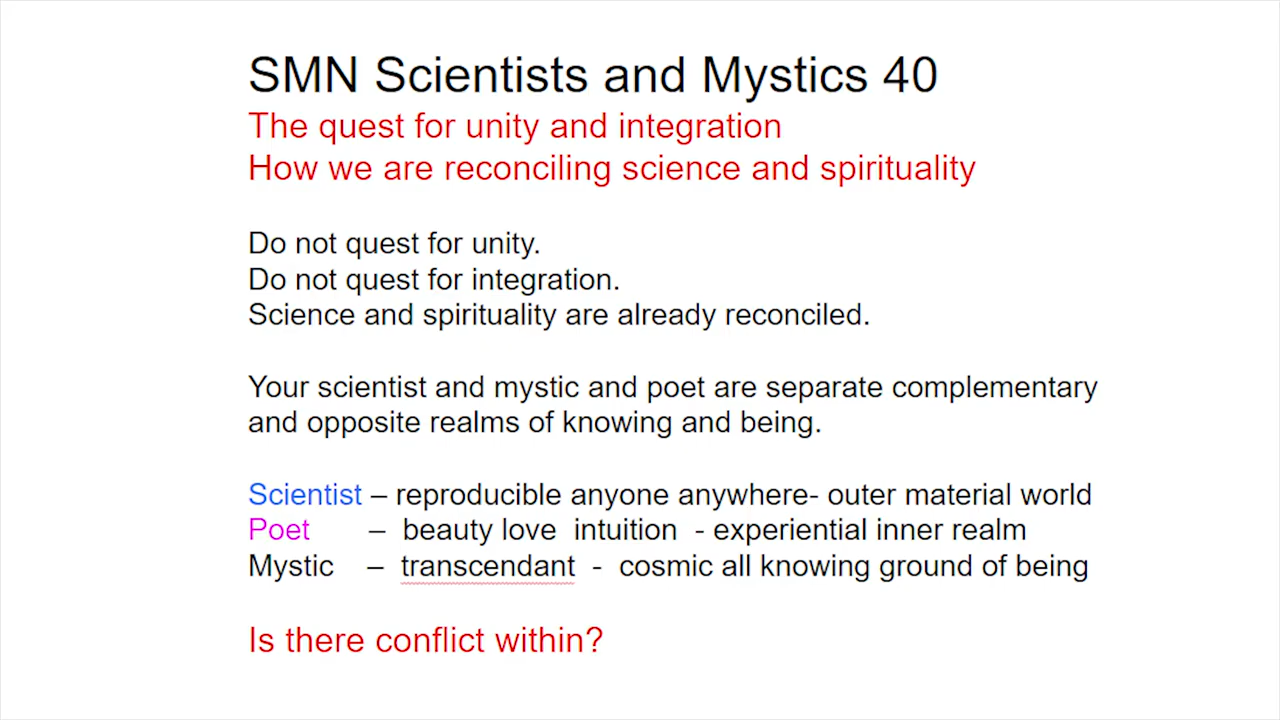 SMN Scientists and Mystics 40
The quest for unity and integration
How we are reconciling science and spirituality
Do not quest for unity.
Do not quest for integration.
Science and spirituality are already reconciled.
Your scientist and mystic and poet are separate complementary
and opposite realms of knowing and being.
Scientist – reproducible anyone anywhere- outer material world
Poet – beauty love intuition - experiential inner realm
Mystic – transcendant - cosmic all knowing ground of being
Is there conflict within?